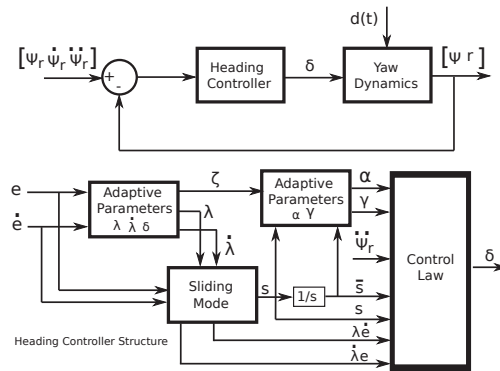 d(t)
[ψr ψ̇r ψ̈r]
+
-
Heading
Controller
δ
Yaw
Dynamics
[ψ r]
e
ė
Adaptive
Parameters
λ λ̇ δ
ζ
λ
λ̇
Adaptive
Parameters
α γ
α
γ
ψ̈r
Control
Law
δ
Sliding
Mode
s
1/s
s̄
s
λė
λ̇e
Heading Controller Structure